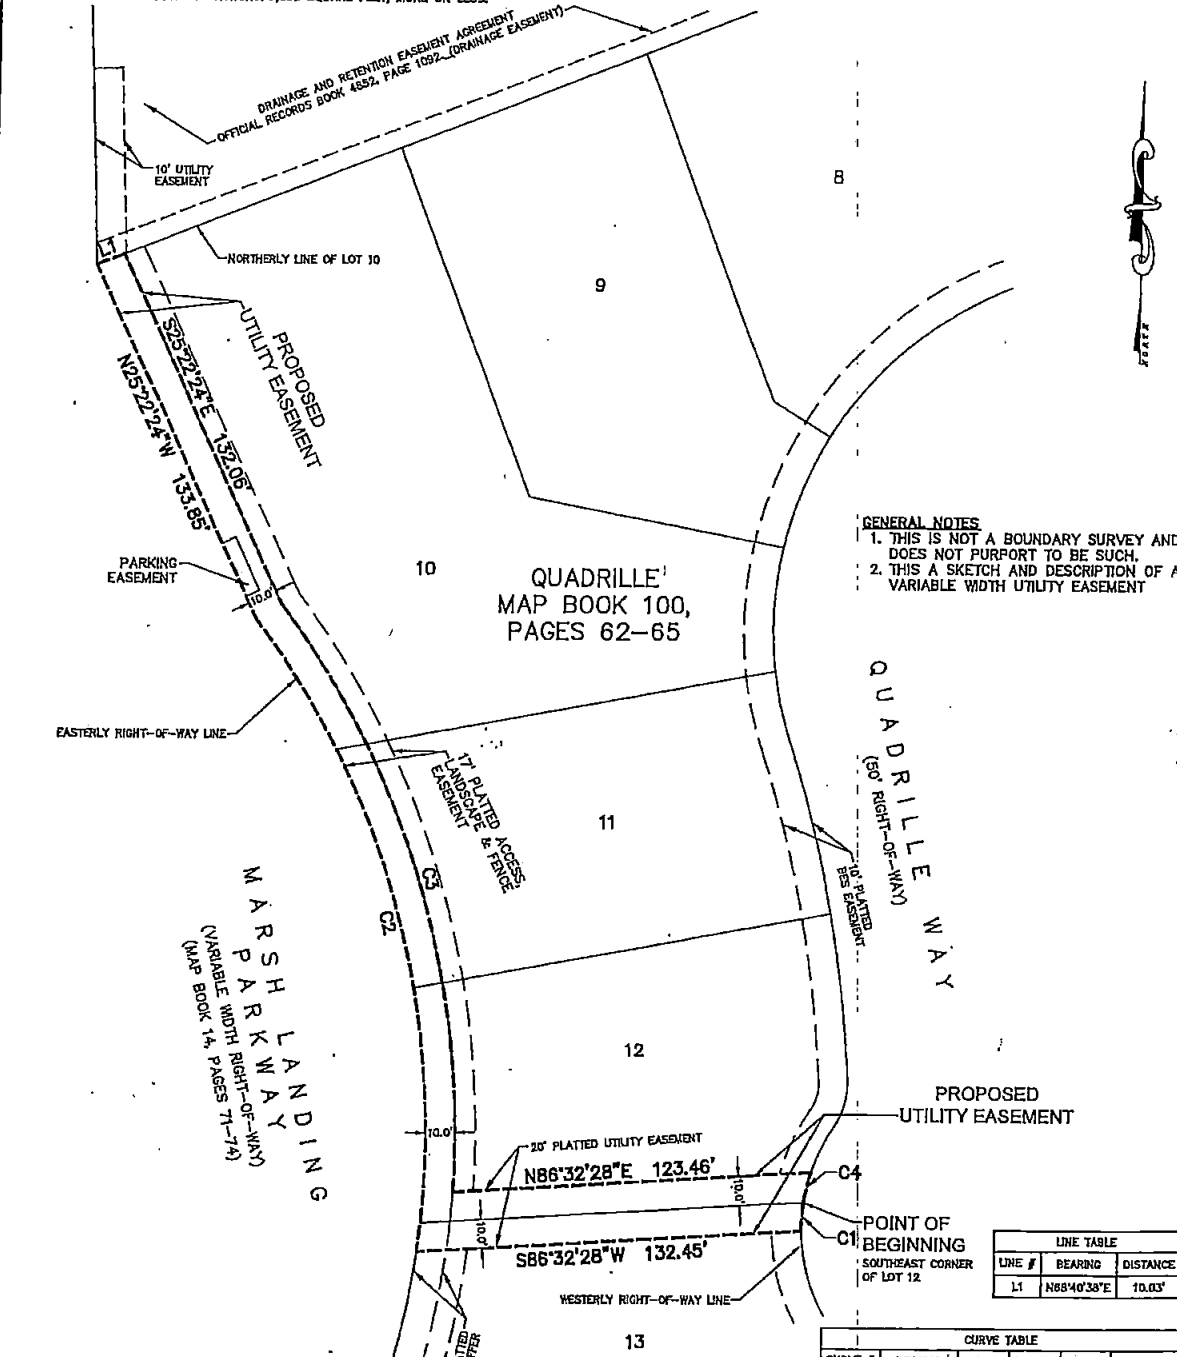 DRAINAGE AND RETENTION EASEMENT AGREEMENT
OFFICIAL RECORDS BOOK 4852, PAGE 1092 (DRAINAGE EASEMENT)
10' UTILITY
EASEMENT
8
L1
NORTHERLY LINE OF LOT 10
9
NORTH
PROPOSED
UTILITY EASEMENT
S25°22'24"E 132.06'
N25°22'24"W 133.85'
GENERAL NOTES
1. THIS IS NOT A BOUNDARY SURVEY AND
DOES NOT PURPORT TO BE SUCH.
2. THIS A SKETCH AND DESCRIPTION OF A
VARIABLE WIDTH UTILITY EASEMENT
PARKING
EASEMENT
10.0'
10
QUADRILLE
MAP BOOK 100,
PAGES 62-65
EASTERLY RIGHT-OF-WAY LINE
17' PLATTED ACCESS,
LANDSCAPE & FENCE
EASEMENT
11
QUADRILLE WAY
(50' RIGHT-OF-WAY)
10' PLATTED
EASEMENT
C3
C2
MARSH LANDING
PARKWAY
(VARIABLE WIDTH RIGHT-OF-WAY)
(MAP BOOK 14, PAGES 71-74)
12
PROPOSED
UTILITY EASEMENT
10.0'
20' PLATTED UTILITY EASEMENT
N86°32'28"E 123.46'
10.0'
C4
10.0'
POINT OF
BEGINNING
SOUTHEAST CORNER
OF LOT 12
C1
S86°32'28"W 132.45'
WESTERLY RIGHT-OF-WAY LINE
13
LINE TABLE
LINE # BEARING DISTANCE
L1 N68°40'38"E 10.03'
CURVE TABLE